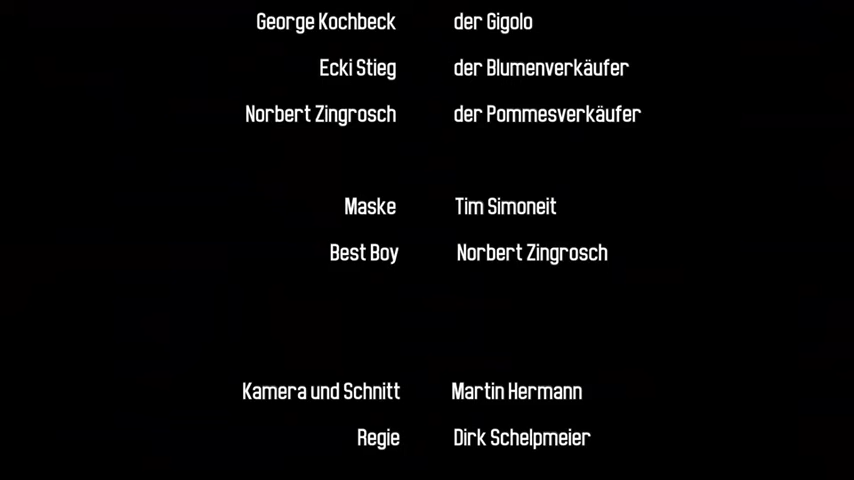 George Kochbeck der Gigolo
Ecki Stieg der Blumenverkäufer
Norbert Zingrosch der Pommesverkäufer
Maske Tim Simoneit
Best Boy Norbert Zingrosch
Kamera und Schnitt Martin Hermann
Regie Dirk Schelpmeier